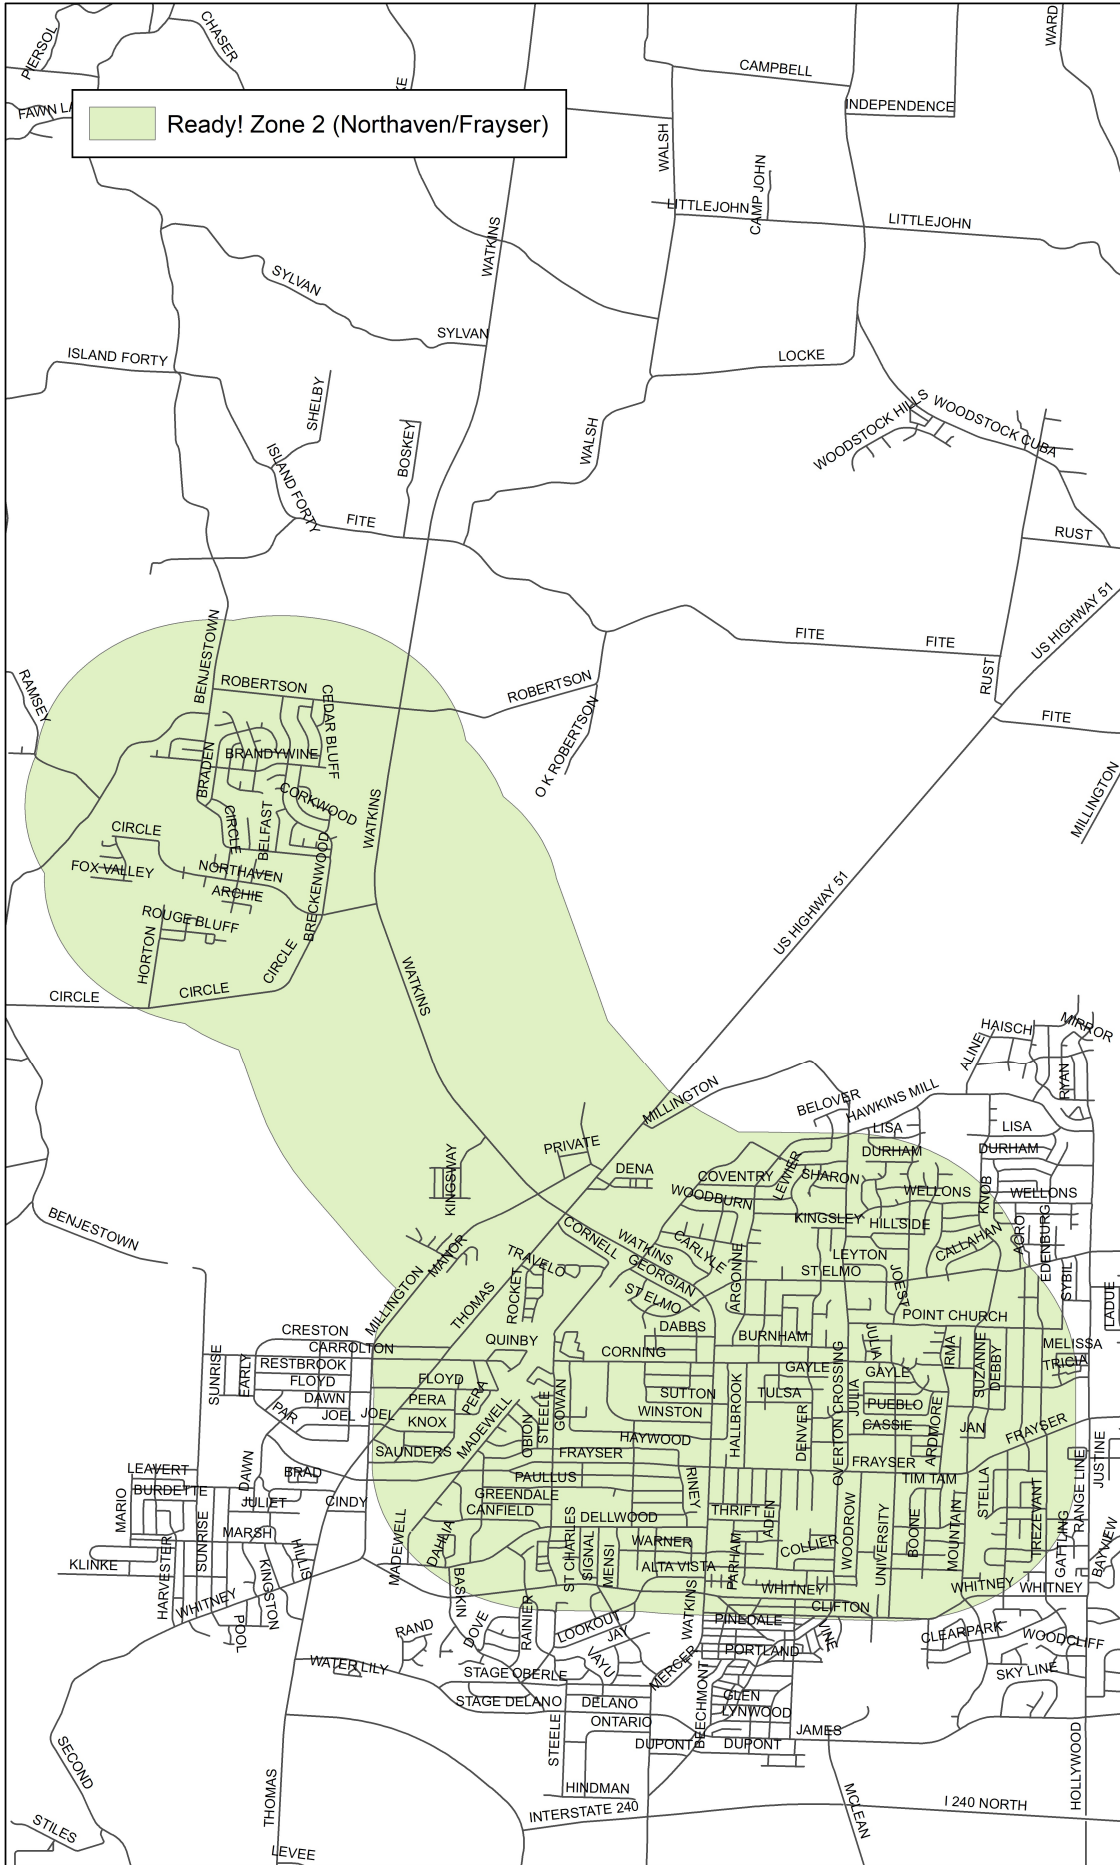 PIERSOL
CHASER
WARD
CAMPBELL
INDEPENDENCE
Ready! Zone 2 (Northaven/Frayser)
WALSH
CAMP JOHN
LITTLEJOHN
LITTLEJOHN
WATKINS
SYLVAN
SYLVAN
ISLAND FORTY
LOCKE
SHELBY
BOSKEY
WALSH
WOODSTOCK HILLS
WOODSTOCK CUBA
ISLAND FORTY
FITE
RUST
US HIGHWAY 51
BENJESTOWN
FITE
FITE
RUST
RAMSEY
ROBERTSON
CEDAR BLUFF
ROBERTSON
O K ROBERTSON
FITE
BRADEN
BRANDYWINE
CORKWOOD
MILLINGTON
WATKINS
CIRCLE
CIRCLE
BELFAST
FOX VALLEY
NORTHAVEN
ARCHIE
BRECKENWOOD
US HIGHWAY 51
ROUGE BLUFF
HORTON
CIRCLE
CIRCLE
CIRCLE
WATKINS
HAISCH
MIRROR
ALINE
RYAN
MILLINGTON
BELOVER
HAWKINS MILL
LISA
LISA
PRIVATE
DURHAM
DURHAM
KINGSWAY
DENA
COVENTRY
LEWIER
SHARON
WOODBURN
WELLONS
KNOB
WELLONS
BENJESTOWN
CORNELL
WATKINS
CARLYLE
KINGSLEY
HILLSIDE
CALLAHAN
ACRO
EDENBURG
MANOR
TRAVELO
GEORGIAN
ARGONNE
LEYTON
ST ELMO
JOEST
SYBIL
MILLINGTON
THOMAS
ROCKET
ST ELMO
POINT CHURCH
LADUE
DABBS
CRESTON
CARROLTON
QUINBY
BURNHAM
JULIA
IRMA
SUZANNE
DEBBY
MELISSA
SUNRISE
EARLY
RESTBROOK
CORNING
GAYLE
GAYLE
TRICIA
FLOYD
FLOYD
DAWN
PERA
PERA
SUTTON
TULSA
JULIA
PUEBLO
PAR
JOEL
JOEL
KNOX
MADEWELL
OBION
STEELE
GOWAN
WINSTON
HALLBROOK
DENVER
OVERTON CROSSING
CASSIE
ARDMORE
JAN
FRAYSER
SAUNDERS
HAYWOOD
FRAYSER
FRAYSER
JUSTINE
LEAVERT
DAWN
BRAD
PAULLUS
RINEY
TIM TAM
STELLA
RANGE LINE
BURDETTE
GREENDALE
MARIO
JULIET
CINDY
CANFIELD
DELLWOOD
THRIFT
ADEN
WOODROW
UNIVERSITY
BOONE
MOUNTAIN
TREZEVANT
GATTLING
SUNRISE
MARSH
MADEWELL
DAHLIA
ST CHARLES
SIGNAL
MENSI
WARNER
PARHAM
COLLIER
BAYVIEW
KLINKE
HARVESTER
HILLIS
KINGSTON
BASKIN
ALTA VISTA
WHITNEY
WHITNEY
WHITNEY
WHITNEY
CLIFTON
WATKINS
POOL
RAND
DOVE
RAINIER
LOOKOUT
JAY
PINEDALE
VINE
CLEARPARK
WOODCLIFF
PORTLAND
WATER LILY
STAGE OBERLE
VAYU
MERCER
SKY LINE
STAGE DELANO
DELANO
BEECHMONT
GLEN
LYNWOOD
ONTARIO
STEELE
DUPONT
DUPONT
JAMES
SECOND
THOMAS
HINDMAN
HOLLYWOOD
INTERSTATE 240
MCLEAN
I 240 NORTH
STILES
LEVEE